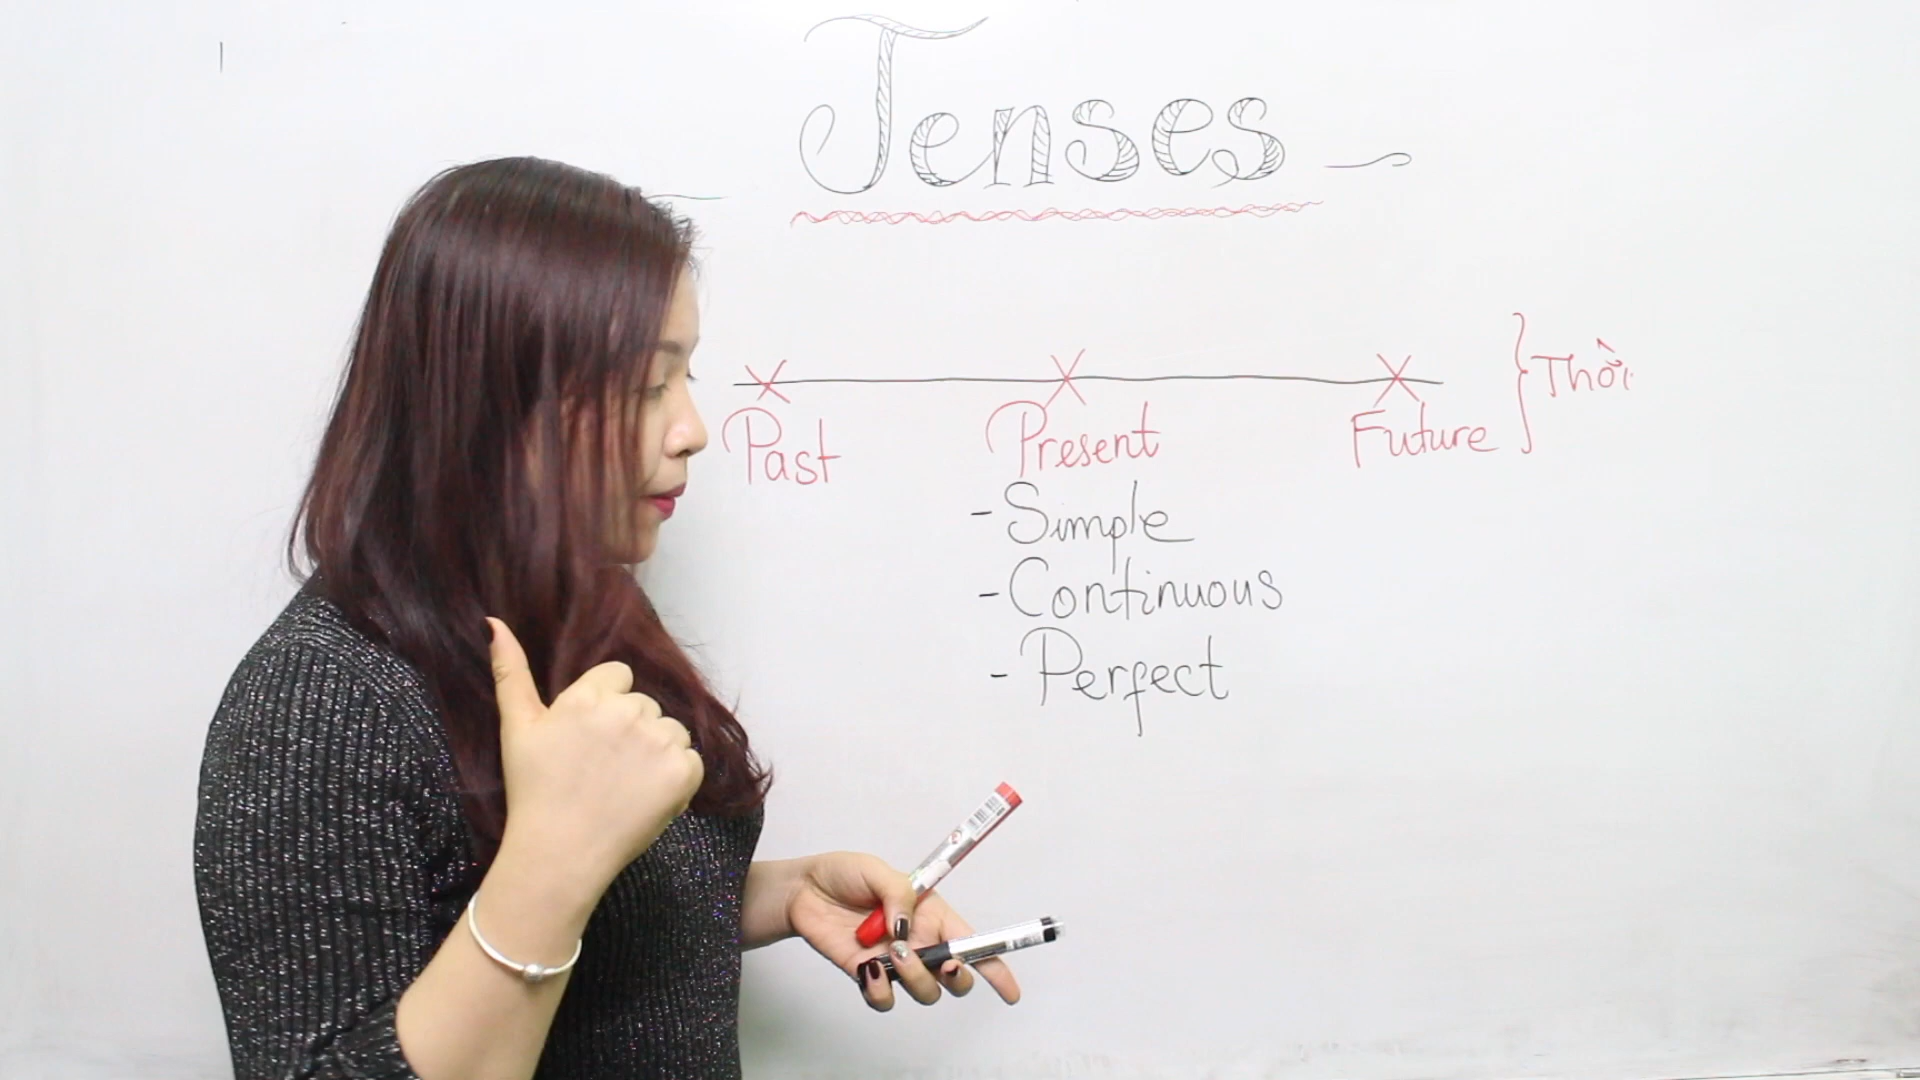 Tenses
Past Present Future } Thời
- Simple
- Continuous
- Perfect